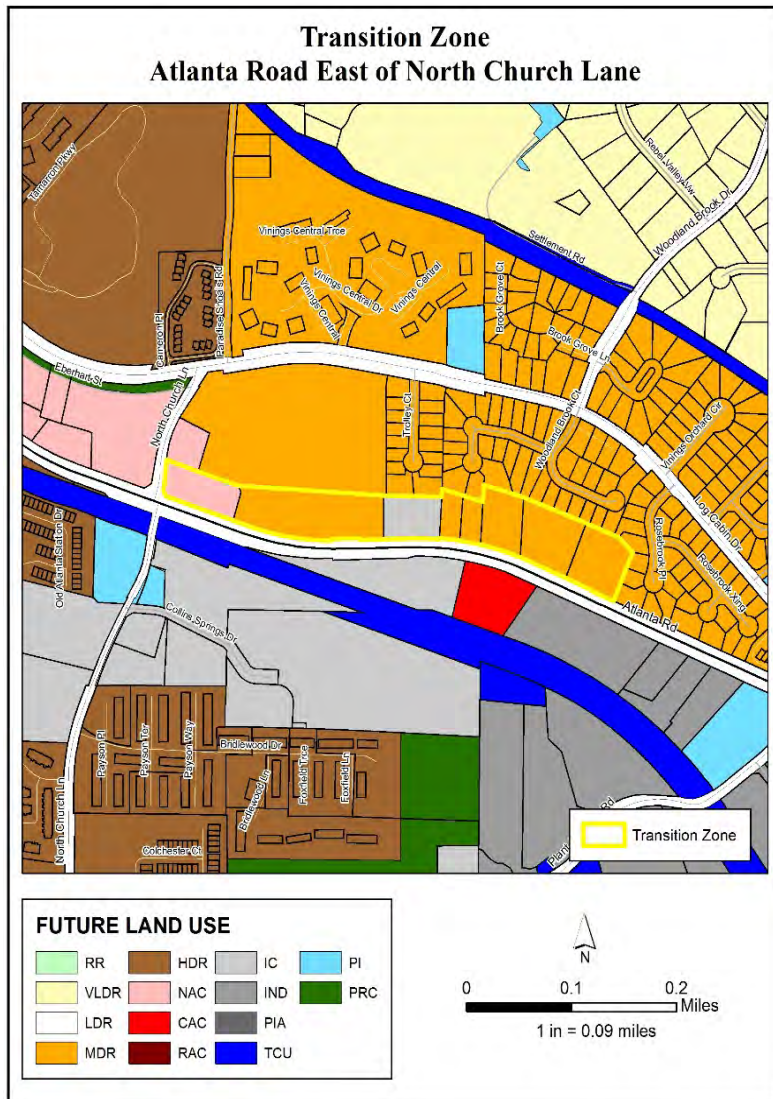 Transition Zone
Atlanta Road East of North Church Lane
Tamarron Pkwy
Rebel Valley Vw
Woodland Brook Dr
Settlement Rd
Vinings Central Trce
Vinings Central Dr
Vinings Central
Vinings Central
Brook Grove Ct
Brook Grove Ln
Cameron Pl
Paradise Shoals Rd
Eberhart St
North Church Ln
Trolley Ct
Woodland Brook Ct
Vinings Orchard Cir
Log Cabin Dr
Rosebrook Pl
Rosebrook Xing
Old Atlanta Station Dr
Atlanta Rd
Collins Springs Dr
Payson Pl
Payson Ter
Payson Way
Bridlewood Dr
Bridlewood Ln
Foxfield Trce
Foxfield Ln
North Church Ln
Colchester Ct
Plant
Rd
Transition Zone
FUTURE LAND USE
RR
HDR
IC
PI
VLDR
NAC
IND
PRC
LDR
CAC
PIA
MDR
RAC
TCU
N
0 0.1 0.2
Miles
1 in = 0.09 miles